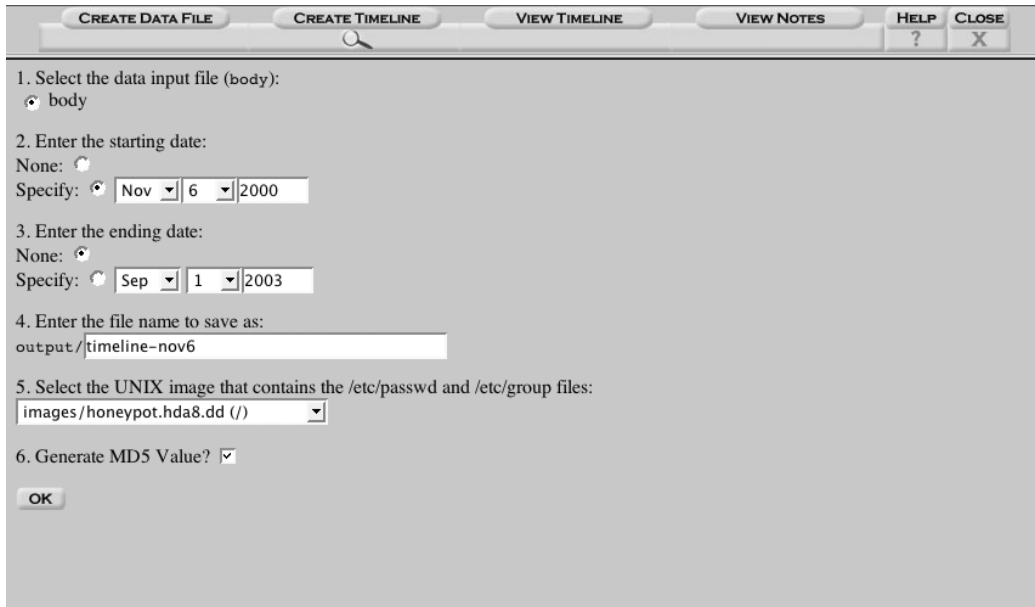 CREATE DATA FILE CREATE TIMELINE VIEW TIMELINE VIEW NOTES HELP CLOSE
? X
1. Select the data input file (body):
body
2. Enter the starting date:
None:
Specify: Nov 6 2000
3. Enter the ending date:
None:
Specify: Sep 1 2003
4. Enter the file name to save as:
output/timeline-nov6
5. Select the UNIX image that contains the /etc/passwd and /etc/group files:
images/honeypot.hda8.dd (/)
6. Generate MD5 Value?
OK